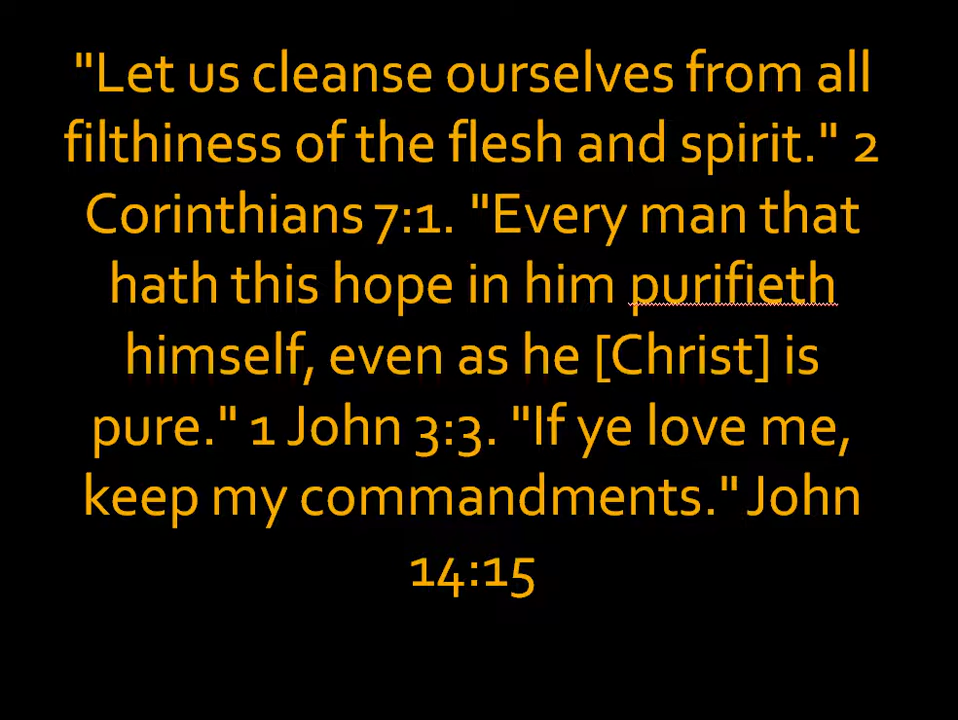 "Let us cleanse ourselves from all
filthiness of the flesh and spirit." 2
Corinthians 7:1. "Every man that
hath this hope in him purifieth
himself, even as he [Christ] is
pure." 1 John 3:3. "If ye love me,
keep my commandments." John
14:15